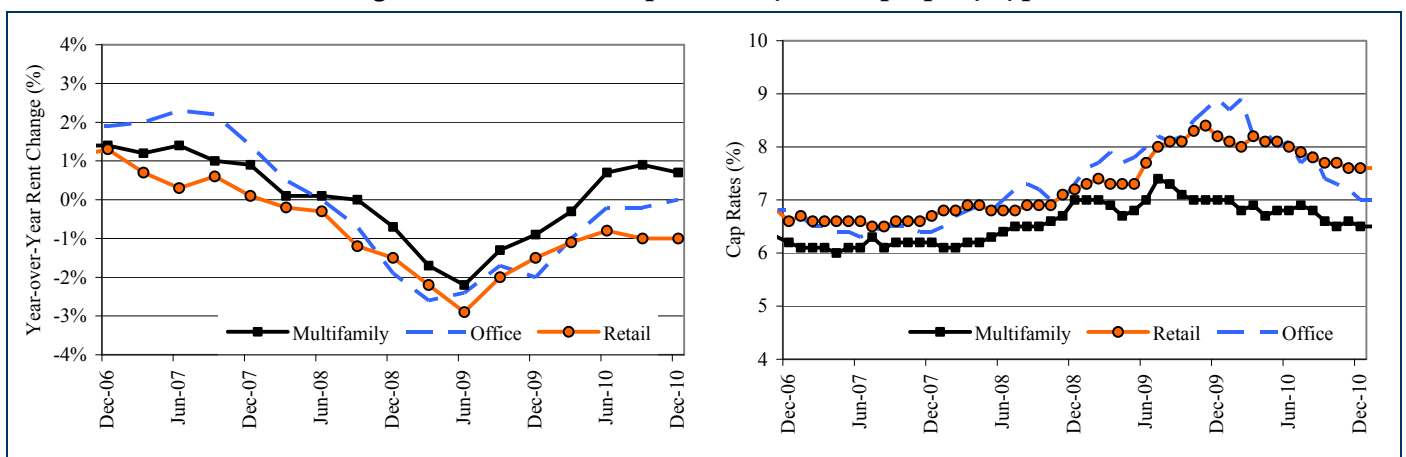 Year-over-Year Rent Change (%)
4%
3%
2%
1%
0%
-1%
-2%
-3%
-4%
Multifamily Office Retail
Dec-06 Jun-07 Dec-07 Jun-08 Dec-08 Jun-09 Dec-09 Jun-10 Dec-10
Cap Rates (%)
10
9
8
7
6
5
4
Multifamily Office Retail
Dec-06 Jun-07 Dec-07 Jun-08 Dec-08 Jun-09 Dec-09 Jun-10 Dec-10